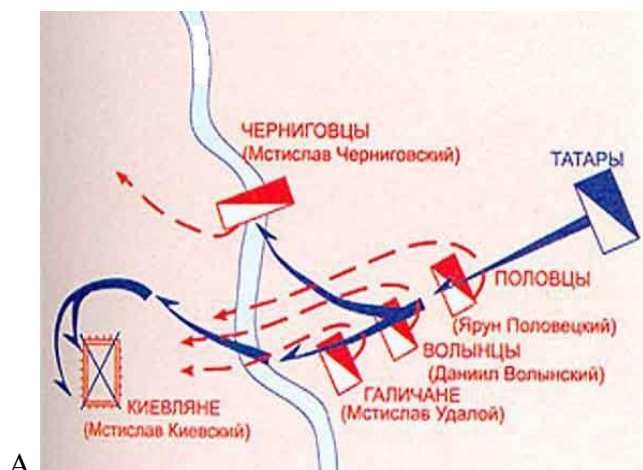 ЧЕРНИГОВЦЫ
(Мстислав Черниговский)
ТАТАРЫ
ПОЛОВЦЫ
(Ярун Половецкий)
ВОЛЫНЦЫ
(Даниил Волынский)
ГАЛИЧАНЕ
(Мстислав Удалой)
КИЕВЛЯНЕ
(Мстислав Киевский)
А